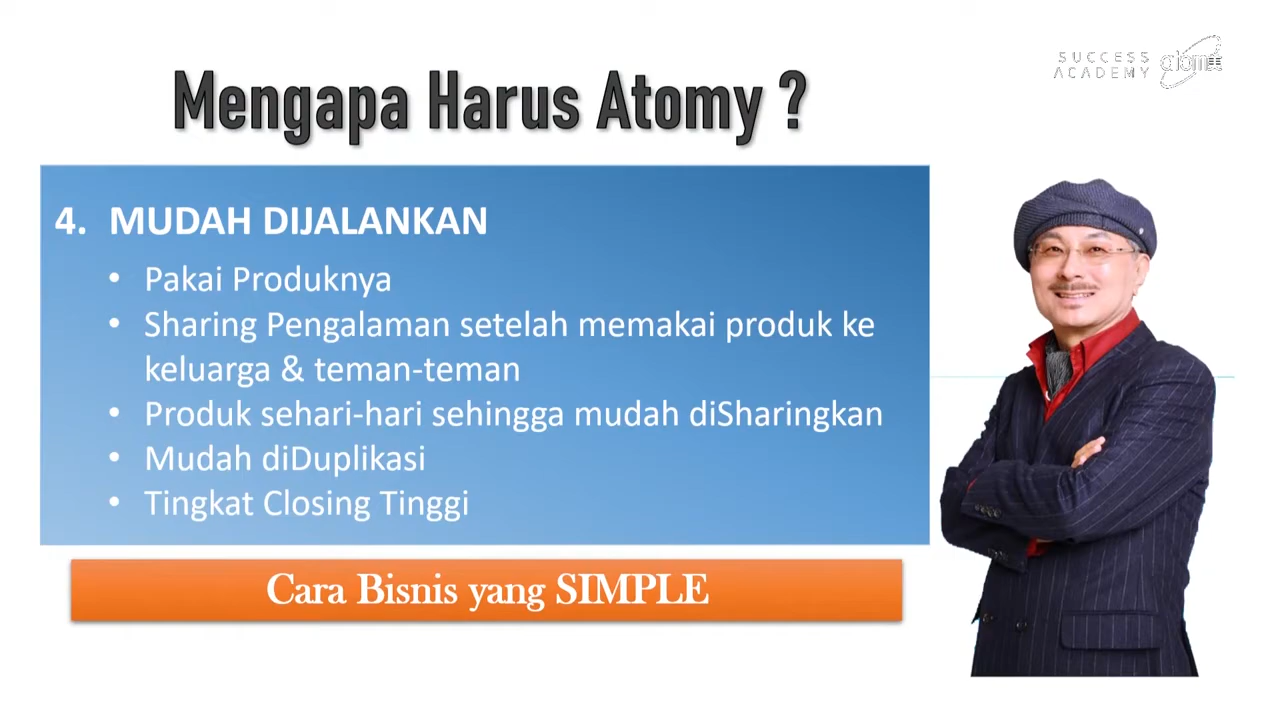 SUCCESS
ACADEMY atomy
Mengapa Harus Atomy ?
4. MUDAH DIJALANKAN
• Pakai Produknya
• Sharing Pengalaman setelah memakai produk ke
keluarga & teman-teman
• Produk sehari-hari sehingga mudah diSharingkan
• Mudah diDuplikasi
• Tingkat Closing Tinggi
Cara Bisnis yang SIMPLE